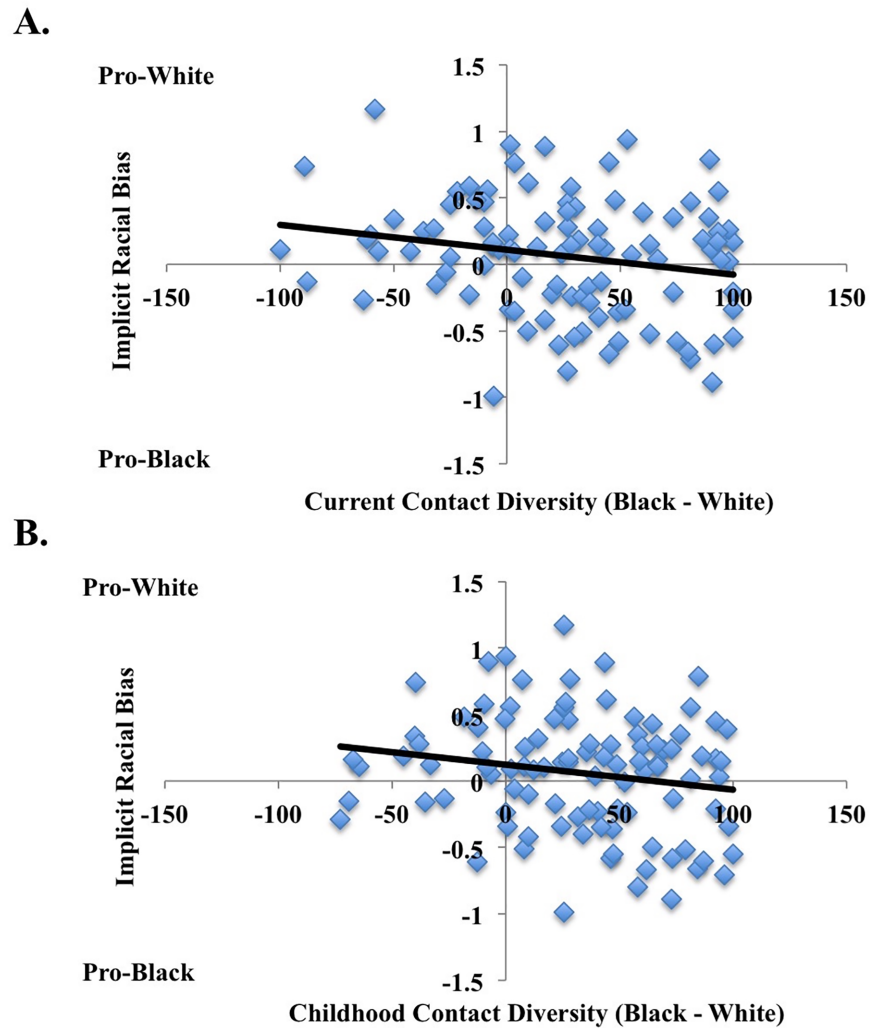 A.
Pro-White
1.5
1
0.5
0
-0.5
-1
-1.5
-150
-100
-50
0
50
100
150
Implicit Racial Bias
Pro-Black
Current Contact Diversity (Black - White)
B.
Pro-White
1.5
1
0.5
0
-0.5
-1
-1.5
-150
-100
-50
0
50
100
150
Implicit Racial Bias
Pro-Black
Childhood Contact Diversity (Black - White)